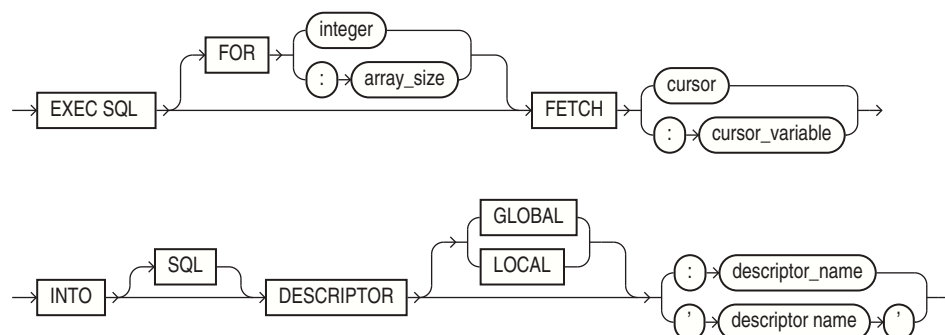 integer
FOR
: array_size
cursor
EXEC SQL FETCH
: cursor_variable
GLOBAL
SQL LOCAL
: descriptor_name
INTO DESCRIPTOR
' descriptor name '